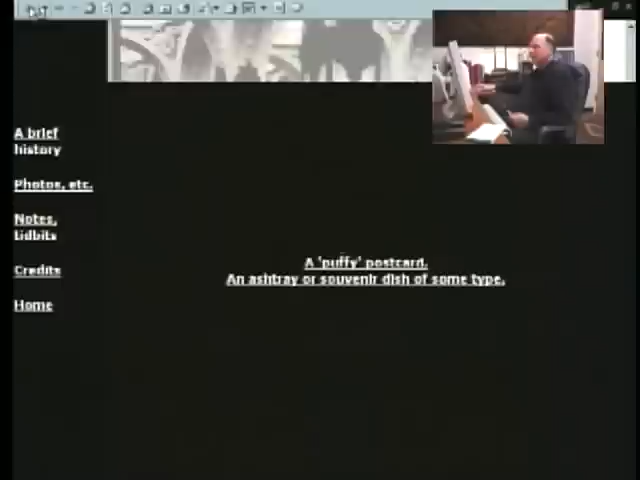 A brief
history
Photos, etc.
Notes,
tidbits
Credits
Home
A 'puffy' postcard.
An ashtray or souvenir dish of some type.